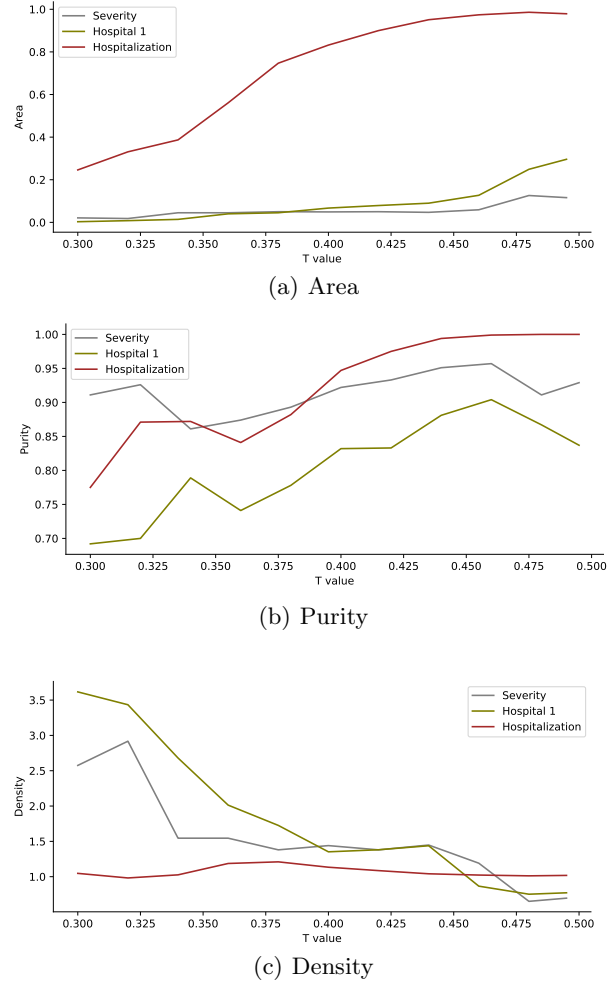 1.0
0.8
0.6
0.4
0.2
0.0
Area
Severity
Hospital 1
Hospitalization
0.300 0.325 0.350 0.375 0.400 0.425 0.450 0.475 0.500
T value
(a) Area
1.00
0.95
0.90
0.85
0.80
0.75
0.70
Purity
Severity
Hospital 1
Hospitalization
0.300 0.325 0.350 0.375 0.400 0.425 0.450 0.475 0.500
T value
(b) Purity
3.5
3.0
2.5
2.0
1.5
1.0
Density
Severity
Hospital 1
Hospitalization
0.300 0.325 0.350 0.375 0.400 0.425 0.450 0.475 0.500
T value
(c) Density